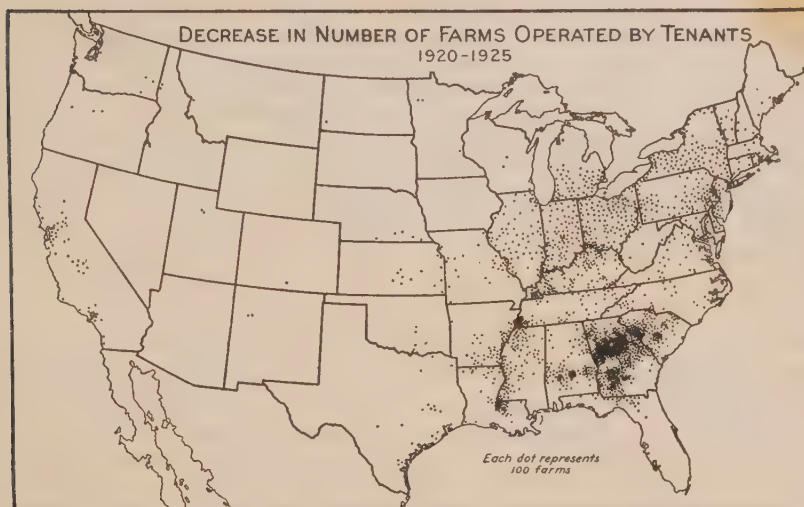 DECREASE IN NUMBER OF FARMS OPERATED BY TENANTS
1920-1925
Each dot represents
100 farms